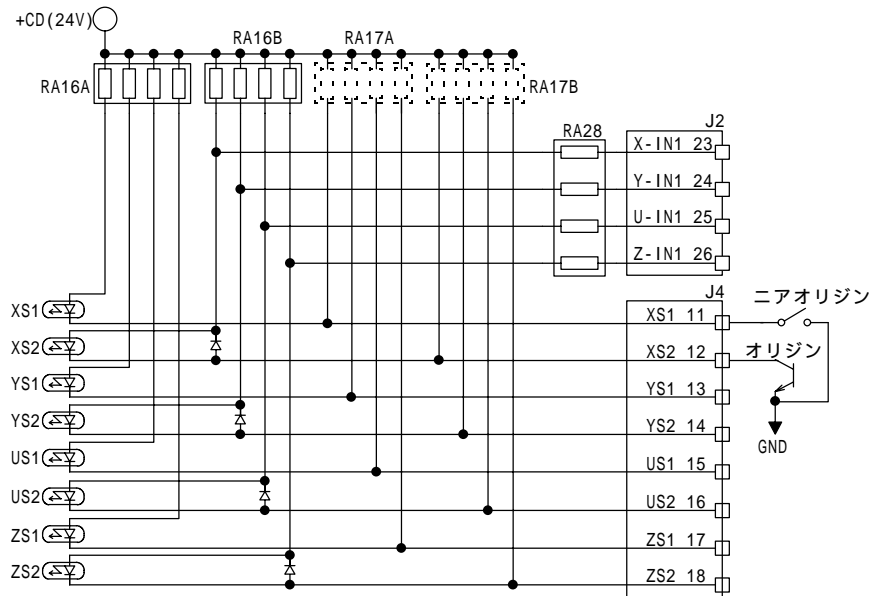 +CD(24V)
RA16B
RA17A
RA16A
RA17B
RA28
J2
X-IN1 23
Y-IN1 24
U-IN1 25
Z-IN1 26
J4
ニアオリジン
XS1
XS1 11
XS2
XS2 12
オリジン
YS1
YS1 13
YS2
YS2 14
GND
US1
US1 15
US2
US2 16
ZS1
ZS1 17
ZS2
ZS2 18